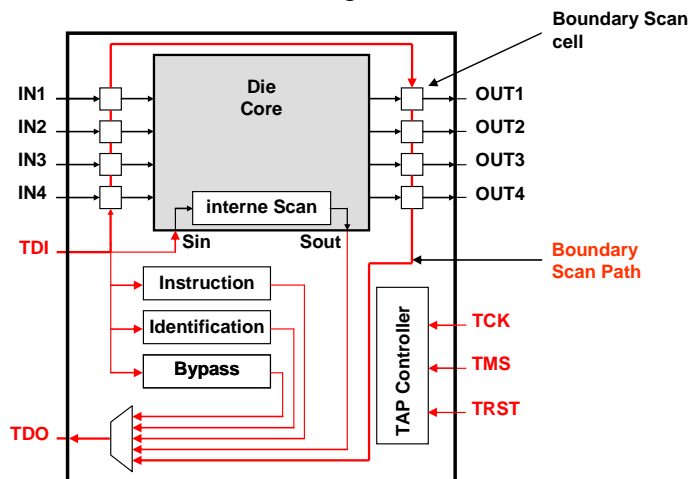 Boundary Scan
cell
Die
Core
IN1
OUT1
IN2
OUT2
IN3
OUT3
IN4
OUT4
interne Scan
TDI
Sin
Sout
Boundary
Scan Path
Instruction
Identification
Bypass
TAP Controller
TCK
TMS
TRST
TDO